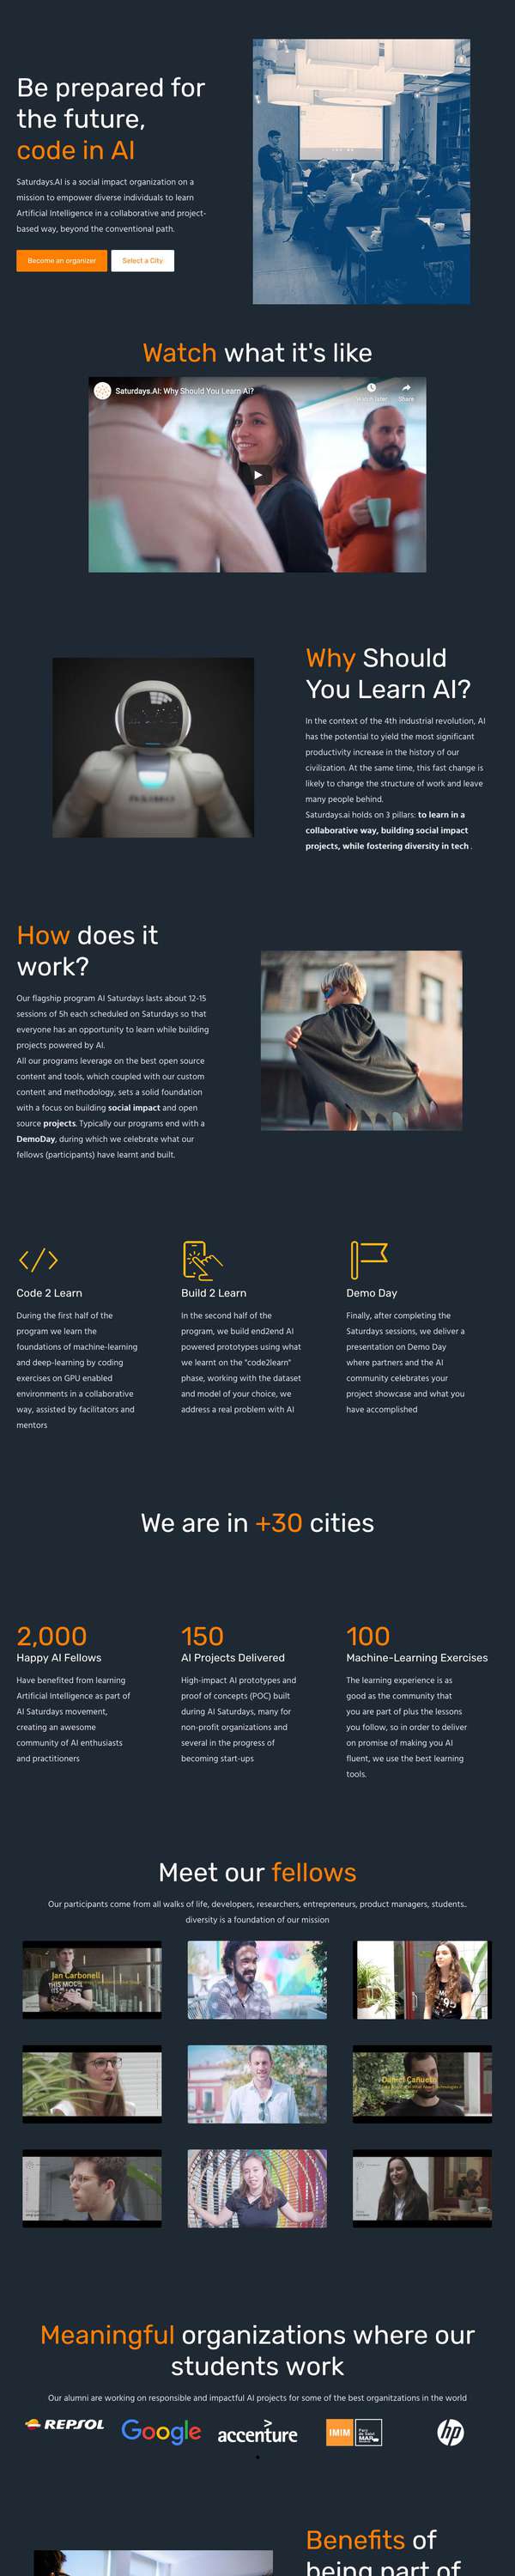 Be prepared for
the future,
code in AI
Saturdays.AI is a social impact organization on a
mission to empower diverse individuals to learn
Artificial Intelligence in a collaborative and project-
based way, beyond the conventional path.
Become an organizer
Select a City
Watch what it's like
Saturdays.AI: Why Should You Learn AI?
Watch later
Share
Why Should
You Learn AI?
In the context of the 4th industrial revolution, AI
has the potential to yield the most significant
productivity increase in the history of our
civilization. At the same time, this fast change is
likely to change the structure of work and leave
many people behind.
Saturdays.ai holds on 3 pillars: to learn in a
collaborative way, building social impact
projects, while fostering diversity in tech .
How does it
work?
Our flagship program AI Saturdays lasts about 12-15
sessions of 5h each scheduled on Saturdays so that
everyone has an opportunity to learn while building
projects powered by AI.
All our programs leverage on the best open source
content and tools, which coupled with our custom
content and methodology, sets a solid foundation
with a focus on building social impact and open
source projects. Typically our programs end with a
DemoDay, during which we celebrate what our
fellows (participants) have learnt and built.
Code 2 Learn
During the first half of the
program we learn the
foundations of machine-learning
and deep-learning by coding
exercises on GPU enabled
environments in a collaborative
way, assisted by facilitators and
mentors
Build 2 Learn
In the second half of the
program, we build end2end AI
powered prototypes using what
we learnt on the "code2learn"
phase, working with the dataset
and model of your choice, we
address a real problem with AI
Demo Day
Finally, after completing the
Saturdays sessions, we deliver a
presentation on Demo Day
where partners and the AI
community celebrates your
project showcase and what you
have accomplished
We are in +30 cities
2,000
Happy AI Fellows
Have benefited from learning
Artificial Intelligence as part of
AI Saturdays movement,
creating an awesome
community of AI enthusiasts
and practitioners
150
AI Projects Delivered
High-impact AI prototypes and
proof of concepts (POC) built
during AI Saturdays, many for
non-profit organizations and
several in the progress of
becoming start-ups
100
Machine-Learning Exercises
The learning experience is as
good as the community that
you are part of plus the lessons
you follow, so in order to deliver
on promise of making you AI
fluent, we use the best learning
tools.
Meet our fellows
Our participants come from all walks of life, developers, researchers, entrepreneurs, product managers, students..
diversity is a foundation of our mission
Jan Carbonell
Daniel Cañueto
Meaningful organizations where our
students work
Our alumni are working on responsible and impactful AI projects for some of the best organitzations in the world
REPSOL
Google
accenture
IMIM
Parc
de Salut
MAR
hp
Benefits of
being part of